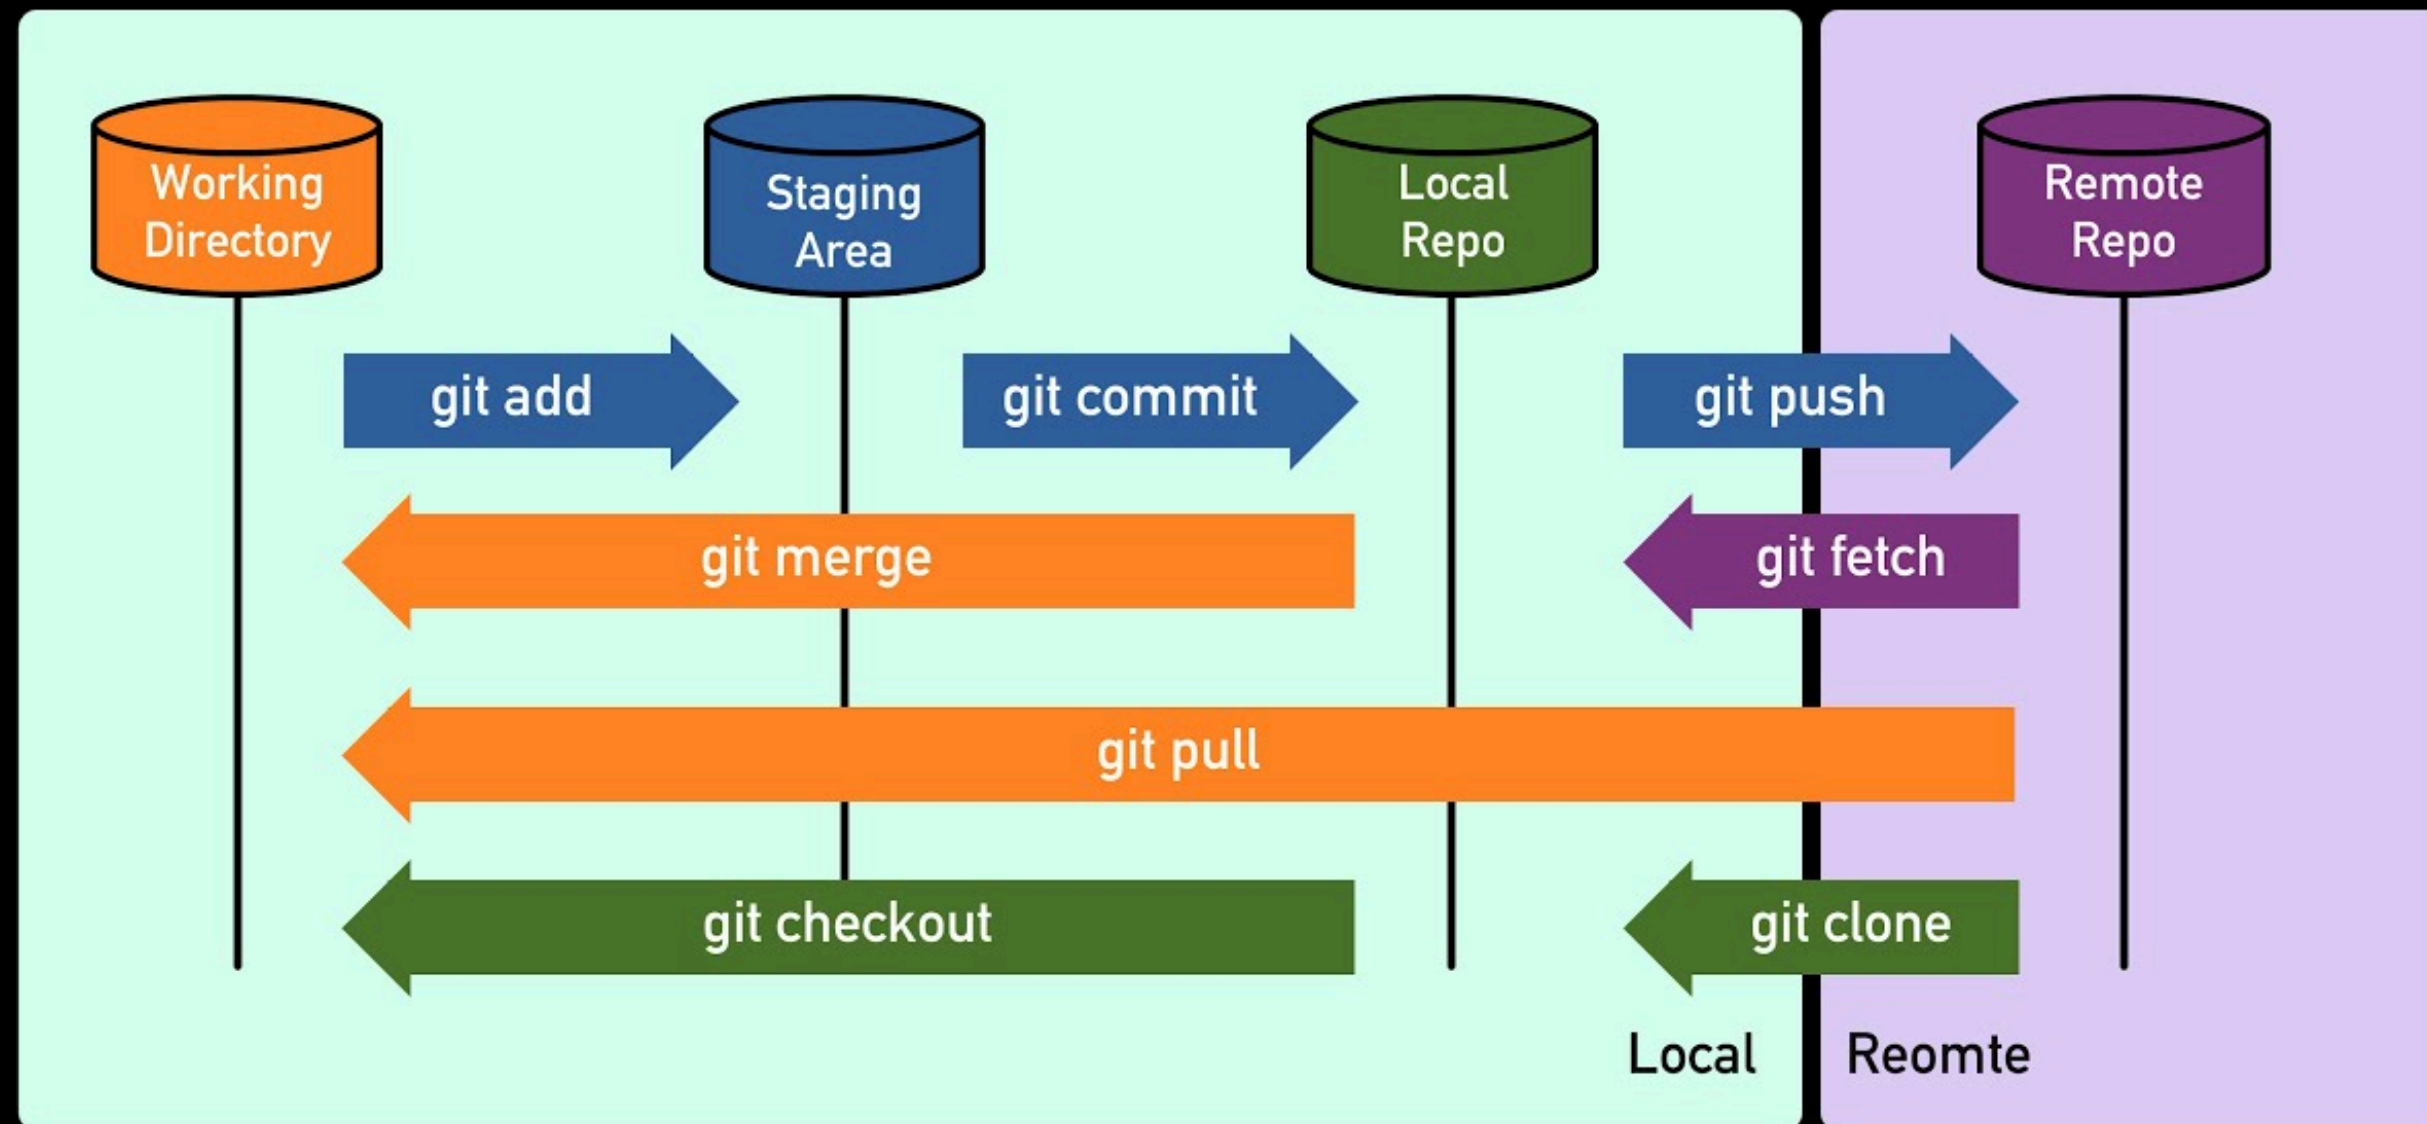 Working
Directory
Staging
Area
Local
Repo
Remote
Repo
git add
git commit
git push
git merge
git fetch
git pull
git checkout
git clone
Local
Reomte